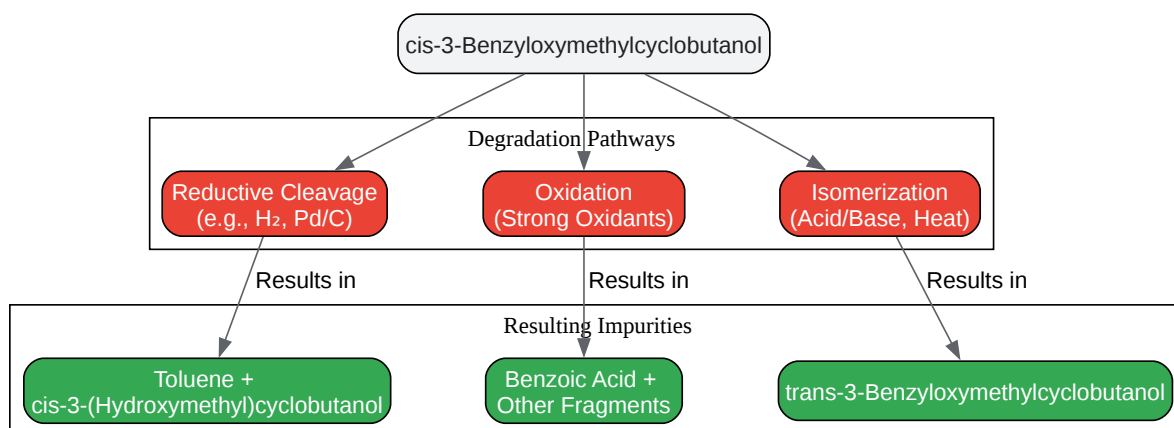 cis-3-Benzyloxymethylcyclobutanol
Degradation Pathways
Reductive Cleavage
(e.g., H₂, Pd/C)
Oxidation
(Strong Oxidants)
Isomerization
(Acid/Base, Heat)
Results in
Results in
Results in
Resulting Impurities
Toluene +
cis-3-(Hydroxymethyl)cyclobutanol
Benzoic Acid +
Other Fragments
trans-3-Benzyloxymethylcyclobutanol